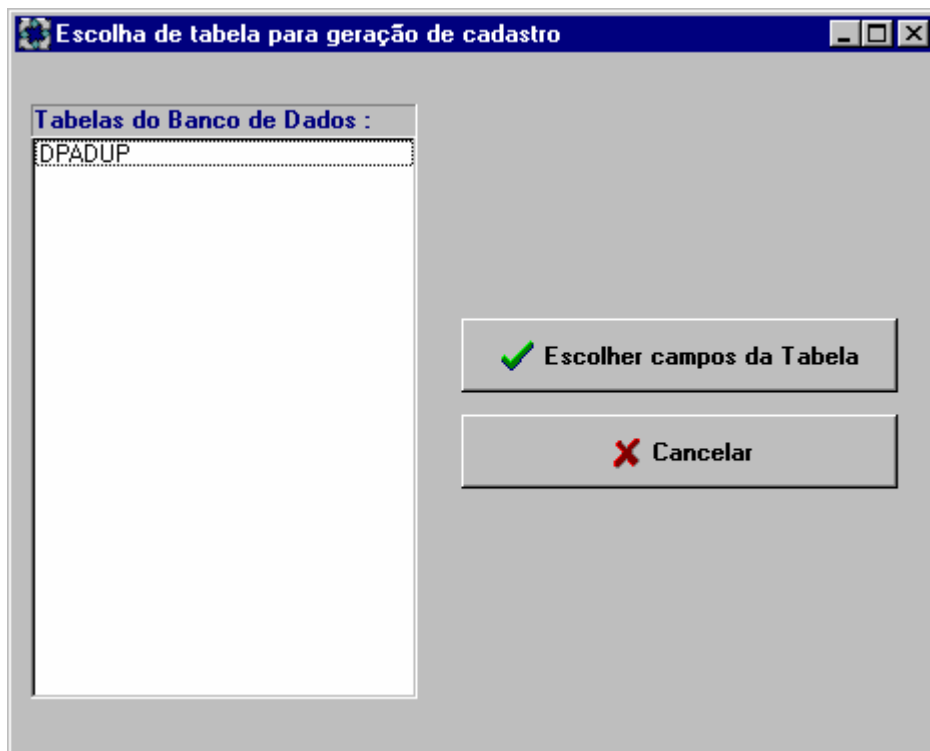 Escolha de tabela para geração de cadastro
Tabelas do Banco de Dados :
DPADUP
Escolher campos da Tabela
Cancelar